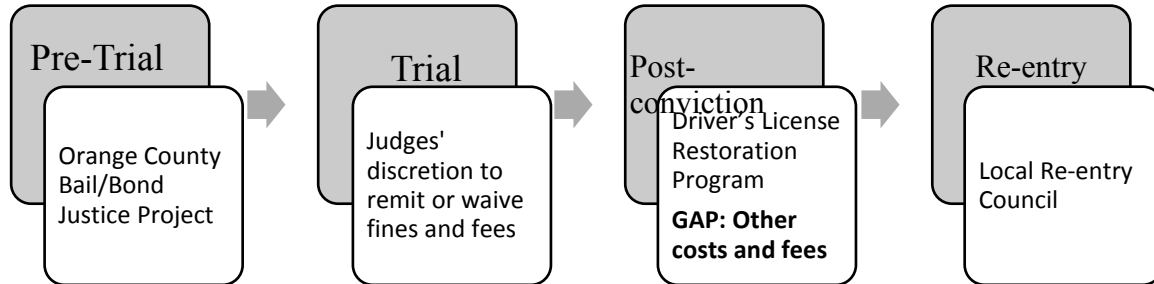 Pre-Trial
Orange County
Bail/Bond
Justice Project
Trial
Judges'
discretion to
remit or waive
fines and fees
Post-
conviction
Driver's License
Restoration
Program
GAP: Other
costs and fees
Re-entry
Local Re-entry
Council